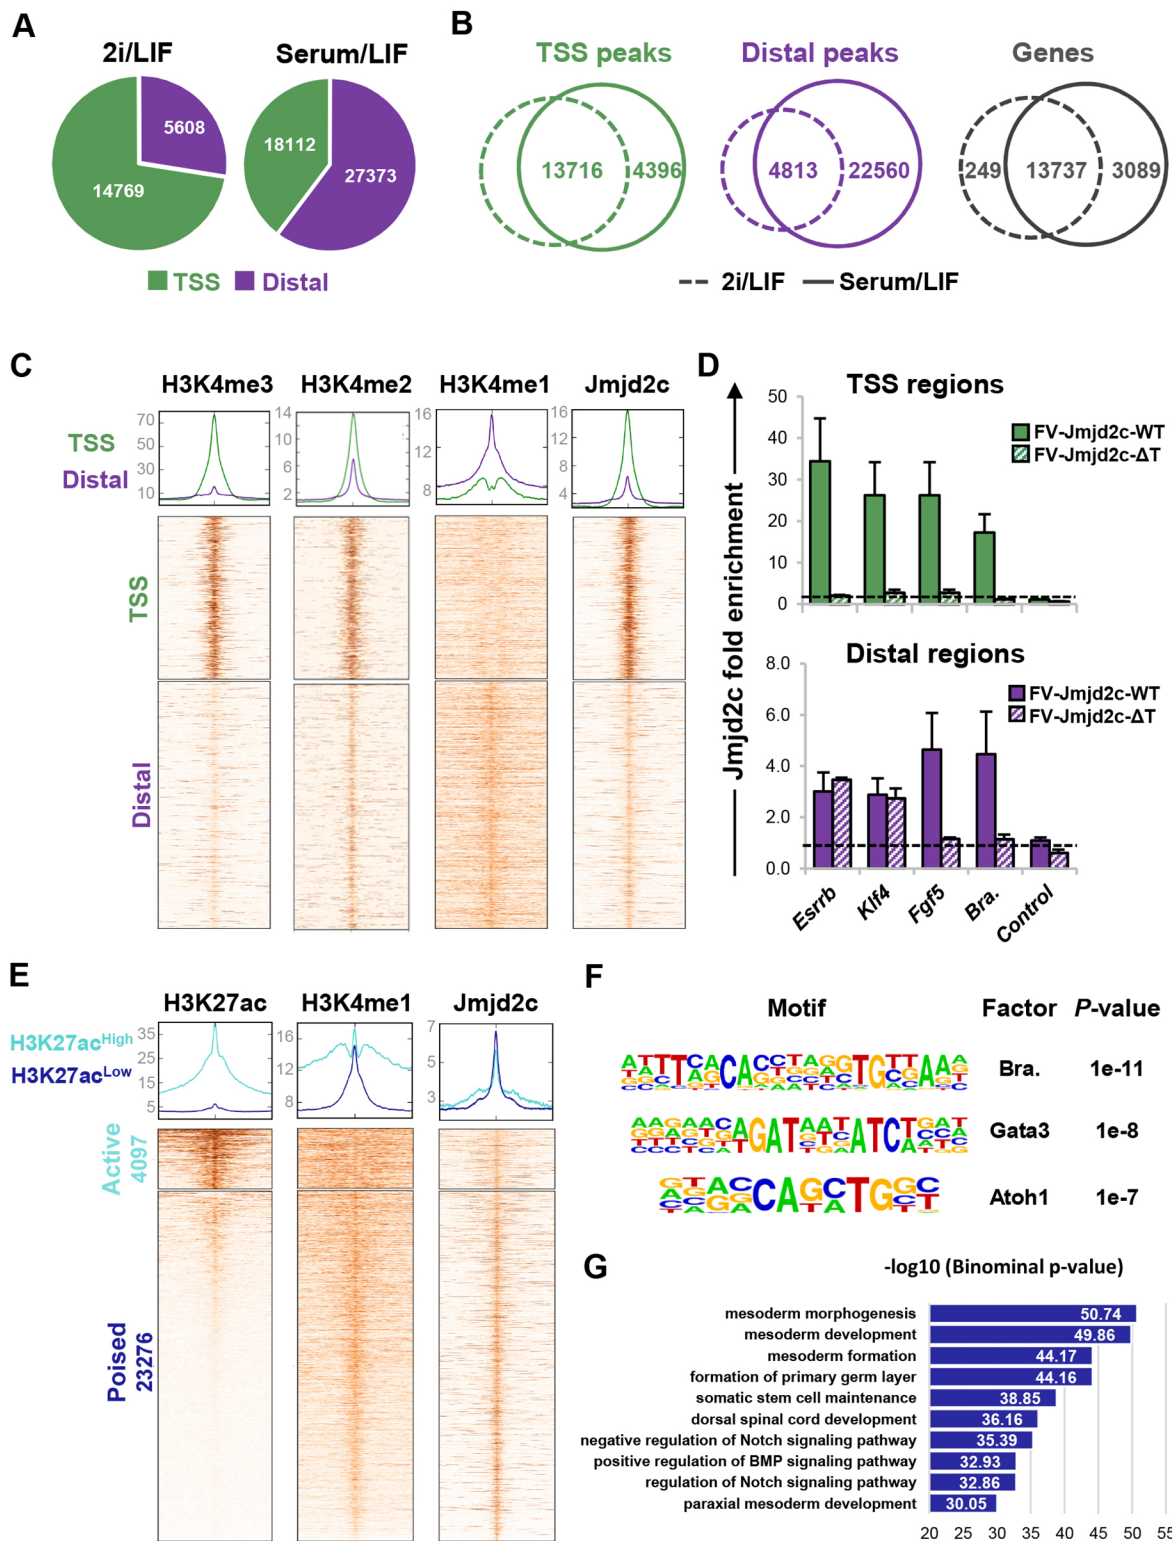 A
2i/LIF
Serum/LIF
5608
14769
18112
27373
TSS
Distal
B
TSS peaks
Distal peaks
Genes
13716
4396
4813
22560
249
13737
3089
2i/LIF
Serum/LIF
C
H3K4me3
H3K4me2
H3K4me1
Jmjd2c
TSS
Distal
70
50
30
10
14
10
6
2
16
12
8
16
12
8
4
TSS
Distal
D
Jmjd2c fold enrichment
TSS regions
50
40
30
20
10
0
FV-Jmjd2c-WT
FV-Jmjd2c-ΔT
Distal regions
8.0
6.0
4.0
2.0
0.0
FV-Jmjd2c-WT
FV-Jmjd2c-ΔT
Esrrb
Klf4
Fgf5
Bra.
Control
E
H3K27ac
H3K4me1
Jmjd2c
H3K27acHigh
H3K27acLow
35
25
15
5
16
12
8
7
5
3
Active
4097
Poised
23276
F
Motif
Factor
P-value
Bra.
1e-11
Gata3
1e-8
Atoh1
1e-7
G
-log10 (Binominal p-value)
mesoderm morphogenesis 50.74
mesoderm development 49.86
mesoderm formation 44.17
formation of primary germ layer 44.16
somatic stem cell maintenance 38.85
dorsal spinal cord development 36.16
negative regulation of Notch signaling pathway 35.39
positive regulation of BMP signaling pathway 32.93
regulation of Notch signaling pathway 32.86
paraxial mesoderm development 30.05
20 25 30 35 40 45 50 55